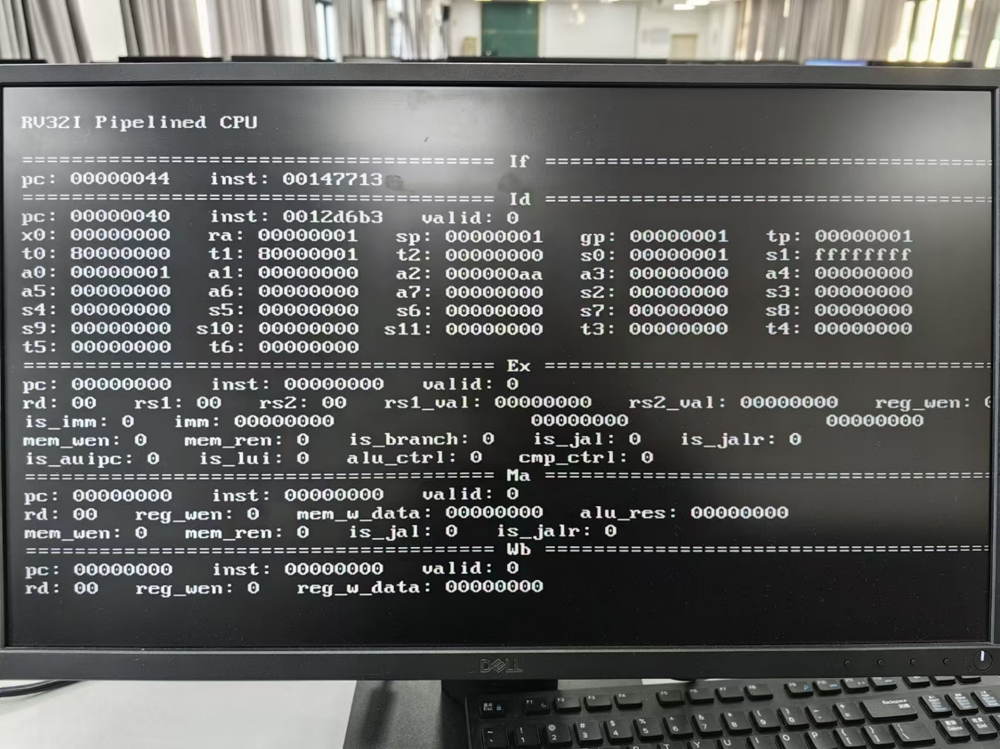 RV32I Pipelined CPU
======================================== If ====================================
pc: 00000044 inst: 00147713
======================================== Id ====================================
pc: 00000040 inst: 0012d6b3 valid: 0
x0: 00000000 ra: 00000001 sp: 00000001 gp: 00000001 tp: 00000001
t0: 80000000 t1: 80000001 t2: 00000000 s0: 00000001 s1: ffffffff
a0: 00000001 a1: 00000000 a2: 000000aa a3: 00000000 a4: 00000000
a5: 00000000 a6: 00000000 a7: 00000000 s2: 00000000 s3: 00000000
s4: 00000000 s5: 00000000 s6: 00000000 s7: 00000000 s8: 00000000
s9: 00000000 s10: 00000000 s11: 00000000 t3: 00000000 t4: 00000000
t5: 00000000 t6: 00000000
======================================== Ex ====================================
pc: 00000000 inst: 00000000 valid: 0
rd: 00 rs1: 00 rs2: 00 rs1_val: 00000000 rs2_val: 00000000 reg_wen:
is_imm: 0 imm: 00000000 00000000 00000000
mem_wen: 0 mem_ren: 0 is_branch: 0 is_jal: 0 is_jalr: 0
is_auipc: 0 is_lui: 0 alu_ctrl: 0 cmp_ctrl: 0
======================================== Ma ====================================
pc: 00000000 inst: 00000000 valid: 0
rd: 00 reg_wen: 0 mem_w_data: 00000000 alu_res: 00000000
mem_wen: 0 mem_ren: 0 is_jal: 0 is_jalr: 0
======================================== Wb ====================================
pc: 00000000 inst: 00000000 valid: 0
rd: 00 reg_wen: 0 reg_w_data: 00000000
DELL
Backspace